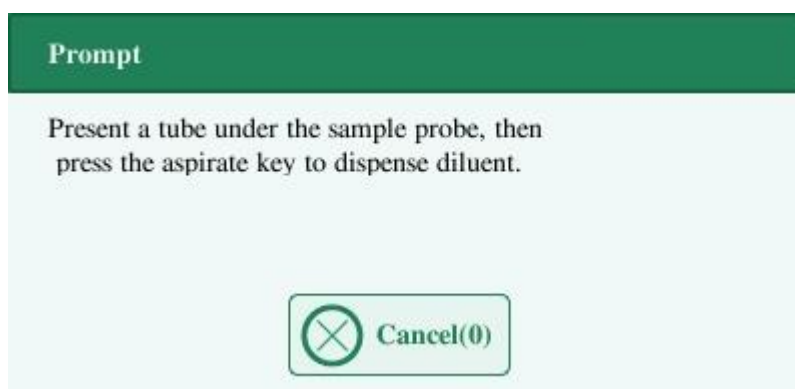 Prompt
Present a tube under the sample probe, then
press the aspirate key to dispense diluent.
Cancel(0)